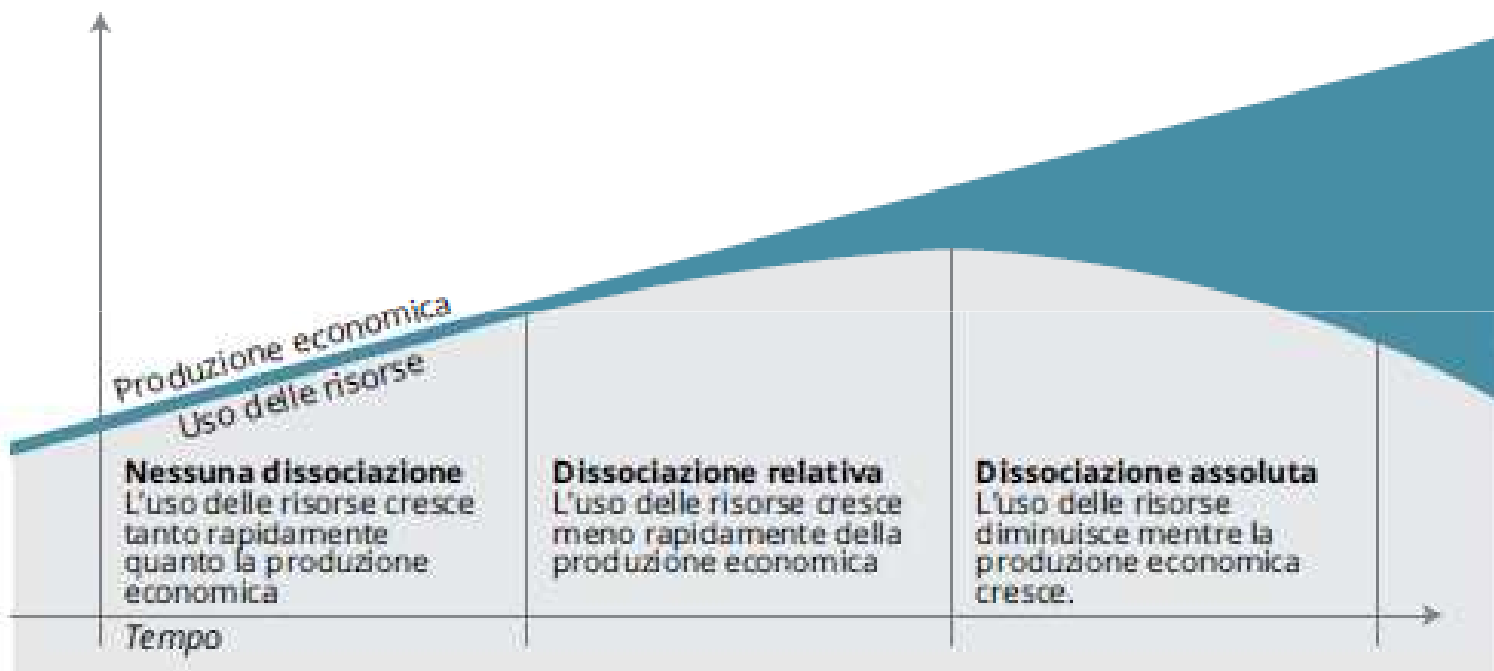 Produzione economica
Uso delle risorse
Nessuna dissociazione
L'uso delle risorse cresce
tanto rapidamente
quanto la produzione
economica
Dissociazione relativa
L'uso delle risorse cresce
meno rapidamente della
produzione economica
Dissociazione assoluta
L'uso delle risorse
diminuisce mentre la
produzione economica
cresce.
Tempo